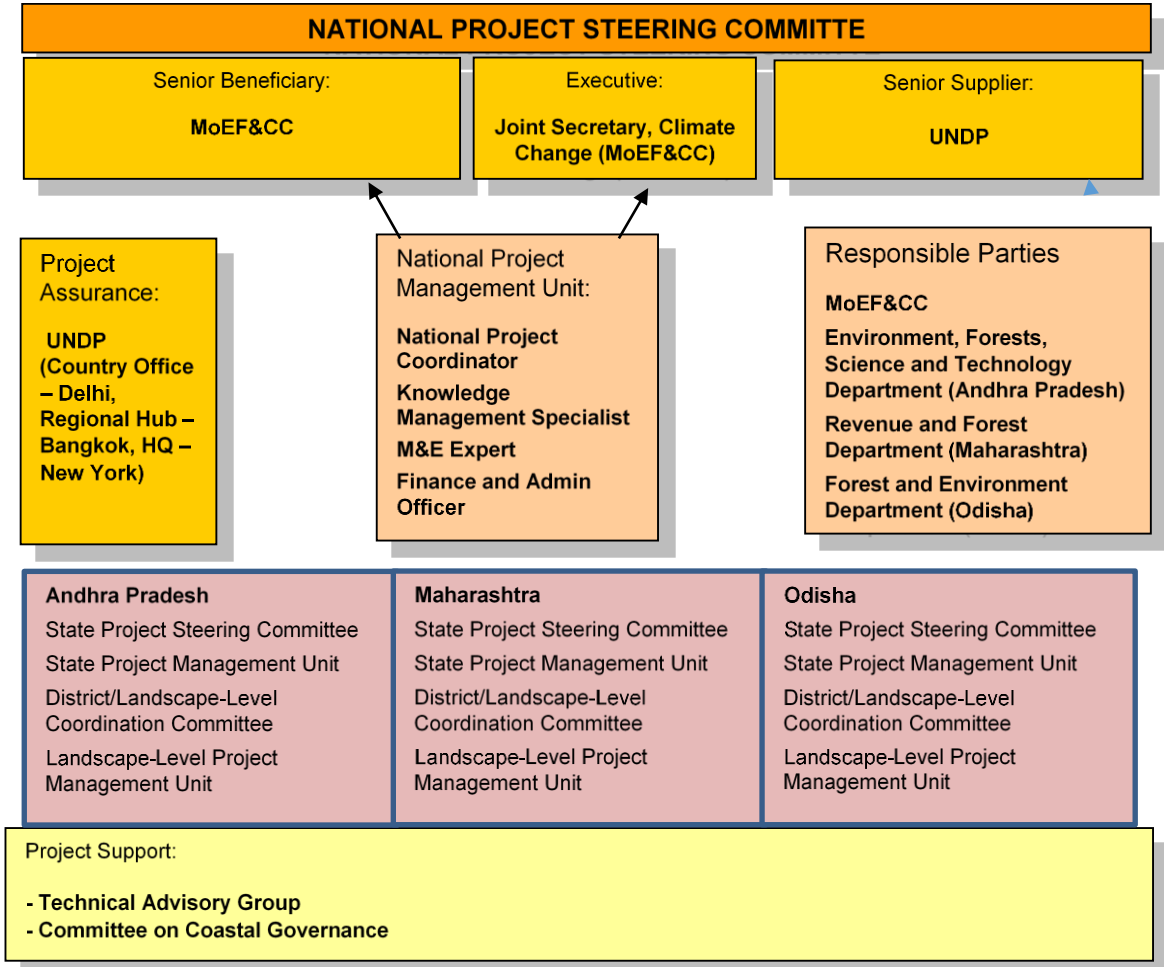 NATIONAL PROJECT STEERING COMMITTE
Senior Beneficiary:
MoEF&CC
Executive:
Joint Secretary, Climate
Change (MoEF&CC)
Senior Supplier:
UNDP
Project
Assurance:
UNDP
(Country Office
– Delhi,
Regional Hub –
Bangkok, HQ –
New York)
National Project
Management Unit:
National Project
Coordinator
Knowledge
Management Specialist
M&E Expert
Finance and Admin
Officer
Responsible Parties
MoEF&CC
Environment, Forests,
Science and Technology
Department (Andhra Pradesh)
Revenue and Forest
Department (Maharashtra)
Forest and Environment
Department (Odisha)
Andhra Pradesh
State Project Steering Committee
State Project Management Unit
District/Landscape-Level
Coordination Committee
Landscape-Level Project
Management Unit
Maharashtra
State Project Steering Committee
State Project Management Unit
District/Landscape-Level
Coordination Committee
Landscape-Level Project
Management Unit
Odisha
State Project Steering Committee
State Project Management Unit
District/Landscape-Level
Coordination Committee
Landscape-Level Project
Management Unit
Project Support:
- Technical Advisory Group
- Committee on Coastal Governance